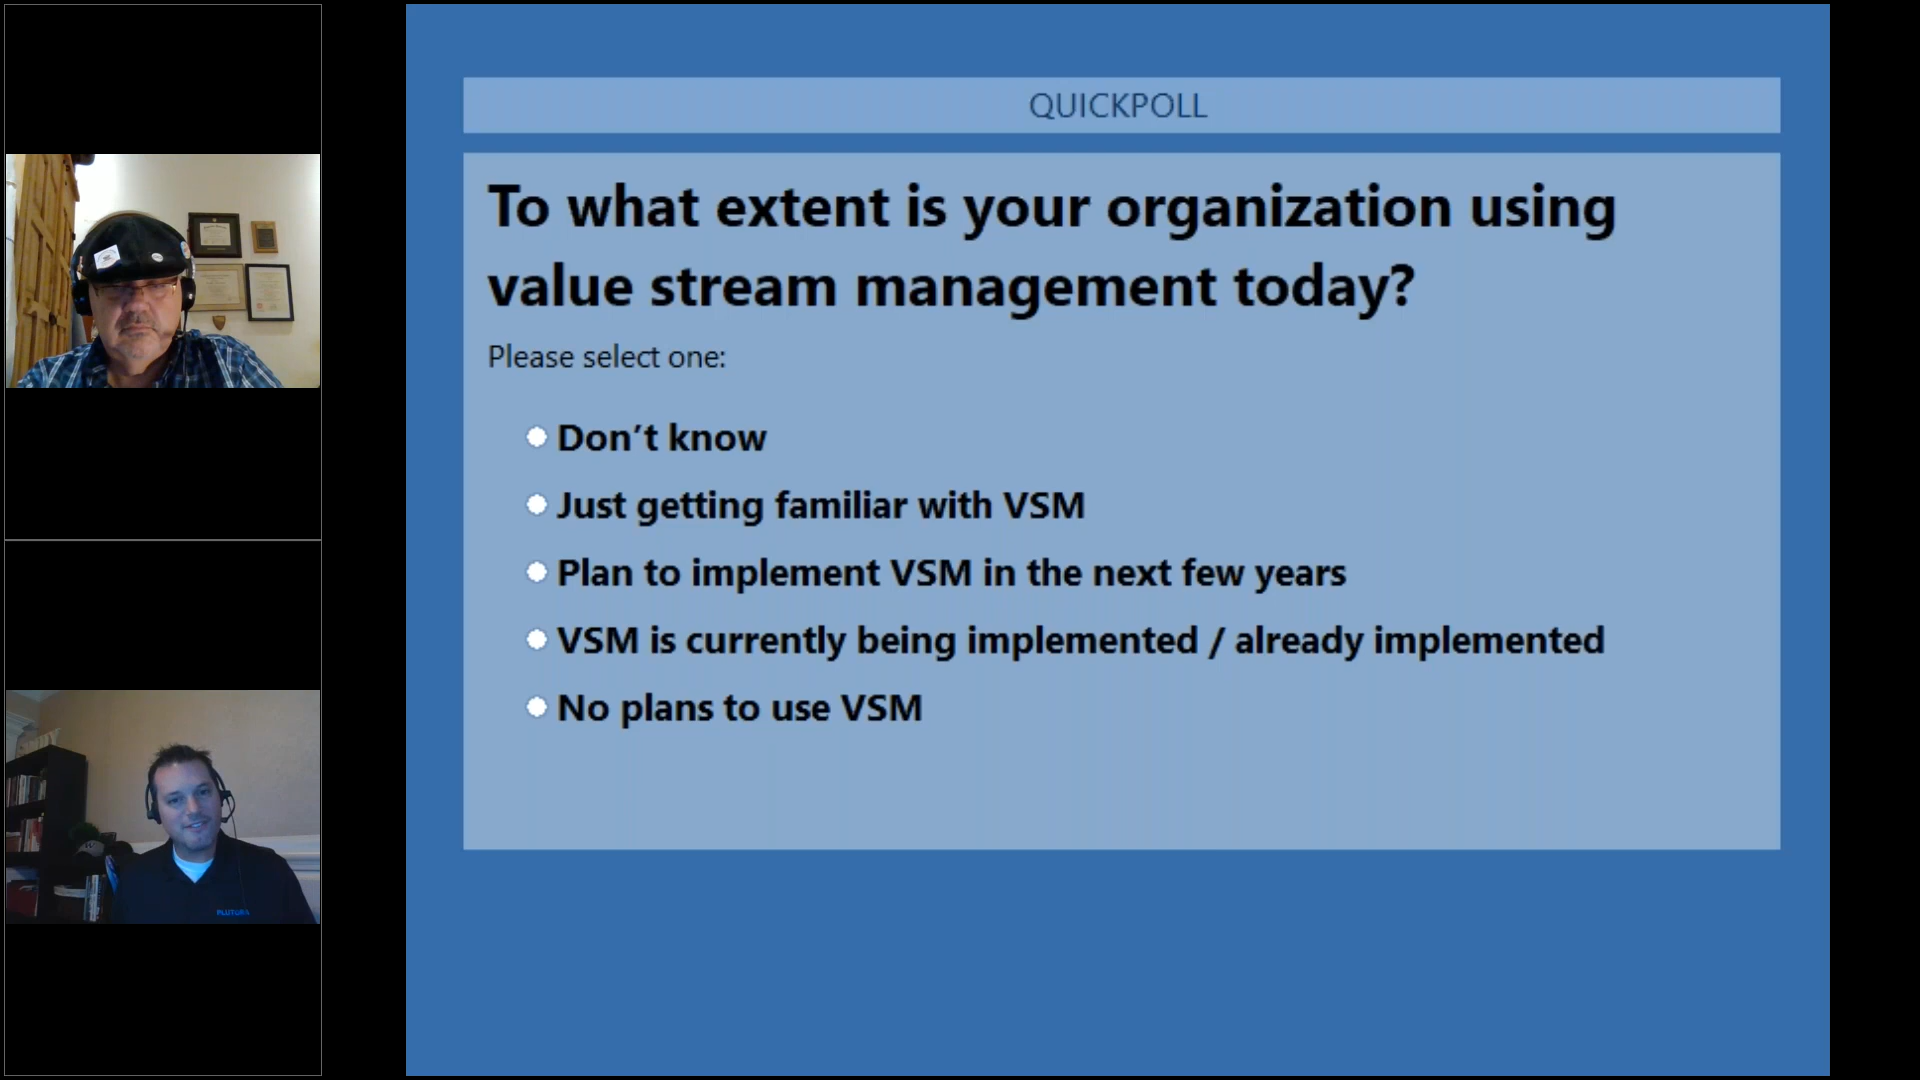 QUICKPOLL
To what extent is your organization using
value stream management today?
Please select one:
Don’t know
Just getting familiar with VSM
Plan to implement VSM in the next few years
VSM is currently being implemented / already implemented
No plans to use VSM
PLUTORA